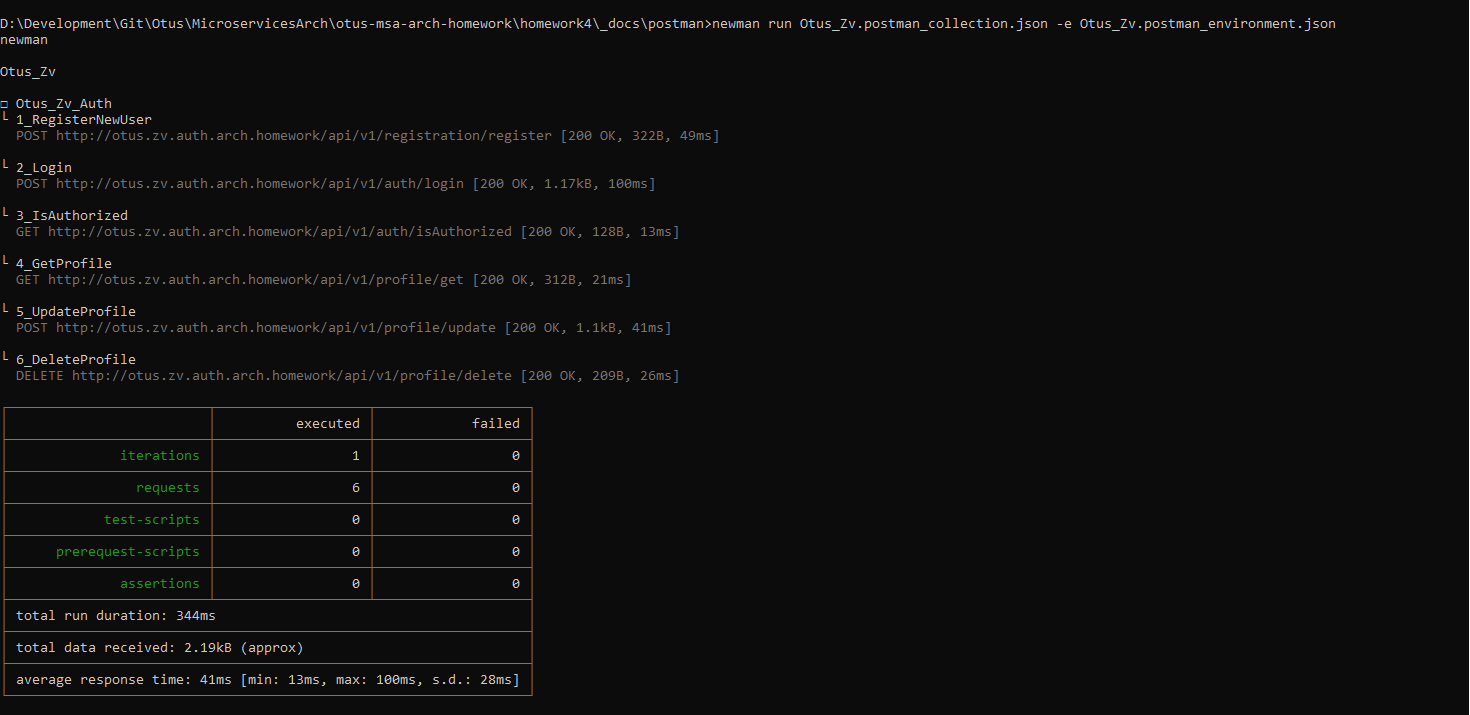 D:\Development\Git\Otus\MicroservicesArch\otus-msa-arch-homework\homework4\_docs\postman>newman run Otus_Zv.postman_collection.json -e Otus_Zv.postman_environment.json
newman
Otus_Zv
□ Otus_Zv_Auth
└ 1_RegisterNewUser
POST http://otus.zv.auth.arch.homework/api/v1/registration/register [200 OK, 322B, 49ms]
└ 2_Login
POST http://otus.zv.auth.arch.homework/api/v1/auth/login [200 OK, 1.17kB, 100ms]
└ 3_IsAuthorized
GET http://otus.zv.auth.arch.homework/api/v1/auth/isAuthorized [200 OK, 128B, 13ms]
└ 4_GetProfile
GET http://otus.zv.auth.arch.homework/api/v1/profile/get [200 OK, 312B, 21ms]
└ 5_UpdateProfile
POST http://otus.zv.auth.arch.homework/api/v1/profile/update [200 OK, 1.1kB, 41ms]
└ 6_DeleteProfile
DELETE http://otus.zv.auth.arch.homework/api/v1/profile/delete [200 OK, 209B, 26ms]
executed failed
iterations 1 0
requests 6 0
test-scripts 0 0
prerequest-scripts 0 0
assertions 0 0
total run duration: 344ms
total data received: 2.19kB (approx)
average response time: 41ms [min: 13ms, max: 100ms, s.d.: 28ms]